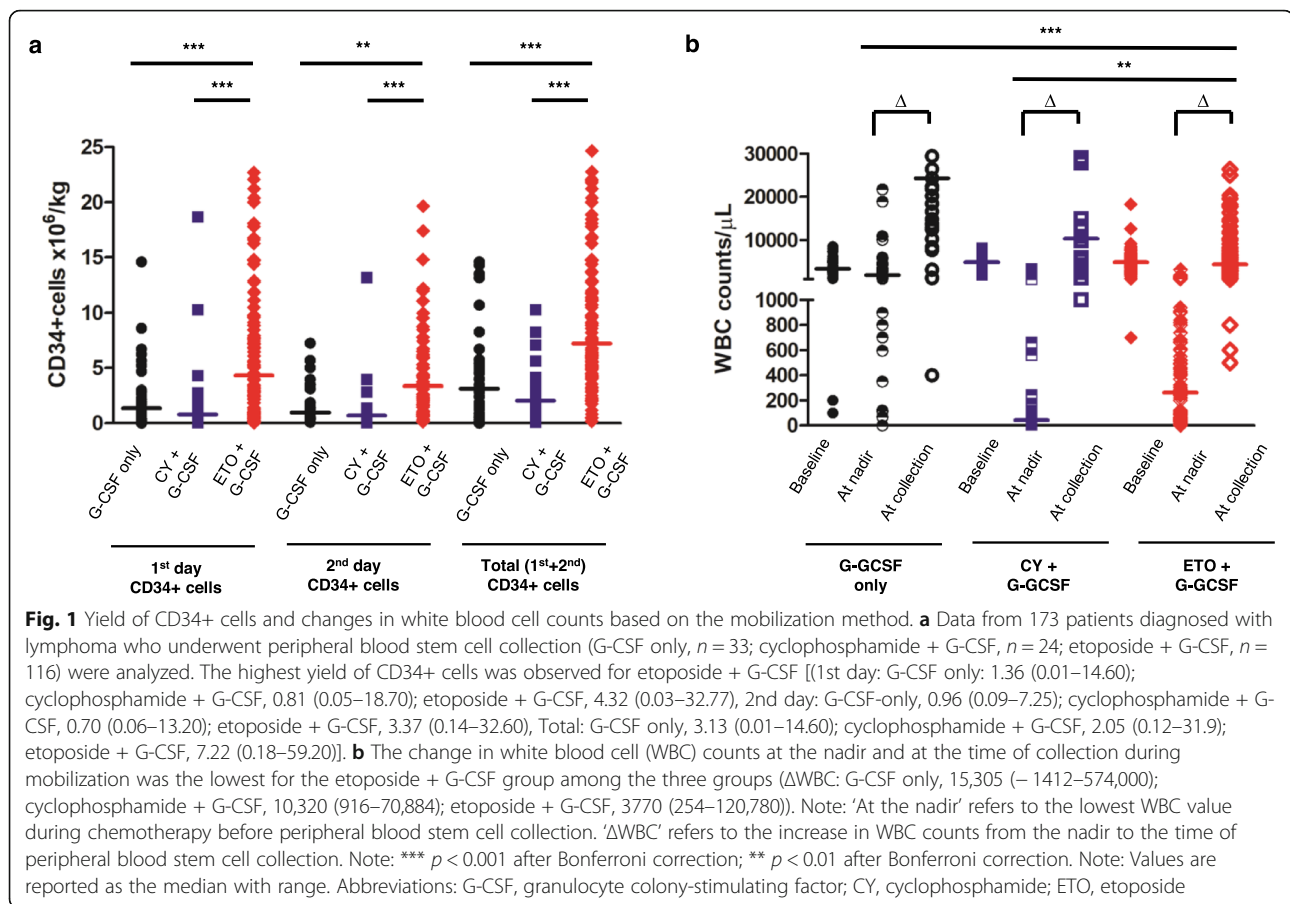 a
***
**
***
***
***
***
CD34+cells x10⁶/kg
25
20
15
10
5
0
G-CSF only
CY + G-CSF
ETO + G-CSF
G-CSF only
CY + G-CSF
ETO + G-CSF
G-CSF only
CY + G-CSF
ETO + G-CSF
1st day
CD34+ cells
2nd day
CD34+ cells
Total (1st+2nd)
CD34+ cells
b
***
**
Δ
Δ
Δ
WBC counts/μL
30000
20000
10000
1000
800
600
400
200
0
Baseline
At nadir
At collection
Baseline
At nadir
At collection
Baseline
At nadir
At collection
G-GCSF
only
CY +
G-GCSF
ETO +
G-GCSF
Fig. 1 Yield of CD34+ cells and changes in white blood cell counts based on the mobilization method. a Data from 173 patients diagnosed with
lymphoma who underwent peripheral blood stem cell collection (G-CSF only, n = 33; cyclophosphamide + G-CSF, n = 24; etoposide + G-CSF, n =
116) were analyzed. The highest yield of CD34+ cells was observed for etoposide + G-CSF [(1st day: G-CSF only: 1.36 (0.01–14.60);
cyclophosphamide + G-CSF, 0.81 (0.05–18.70); etoposide + G-CSF, 4.32 (0.03–32.77), 2nd day: G-CSF-only, 0.96 (0.09–7.25); cyclophosphamide + G-
CSF, 0.70 (0.06–13.20); etoposide + G-CSF, 3.37 (0.14–32.60), Total: G-CSF only, 3.13 (0.01–14.60); cyclophosphamide + G-CSF, 2.05 (0.12–31.9);
etoposide + G-CSF, 7.22 (0.18–59.20)]. b The change in white blood cell (WBC) counts at the nadir and at the time of collection during
mobilization was the lowest for the etoposide + G-CSF group among the three groups (ΔWBC: G-CSF only, 15,305 (− 1412–574,000);
cyclophosphamide + G-CSF, 10,320 (916–70,884); etoposide + G-CSF, 3770 (254–120,780)). Note: ‘At the nadir’ refers to the lowest WBC value
during chemotherapy before peripheral blood stem cell collection. ‘ΔWBC’ refers to the increase in WBC counts from the nadir to the time of
peripheral blood stem cell collection. Note: *** p < 0.001 after Bonferroni correction; ** p < 0.01 after Bonferroni correction. Note: Values are
reported as the median with range. Abbreviations: G-CSF, granulocyte colony-stimulating factor; CY, cyclophosphamide; ETO, etoposide